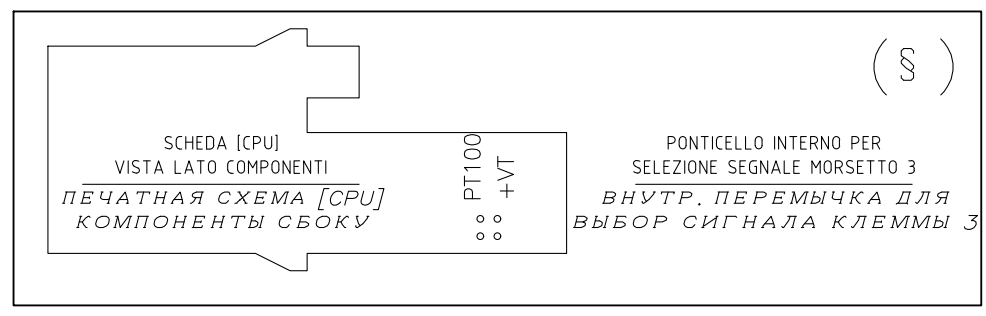 ( § )
SCHEDA [CPU]
VISTA LATO COMPONENTI
ПЕЧАТНАЯ СХЕМА [CPU]
КОМПОНЕНТЫ СБОКУ
PT100
+VT
PONTICELLO INTERNO PER
SELEZIONE SEGNALE MORSETTO 3
ВНУТР. ПЕРЕМЫЧКА ДЛЯ
ВЫБОР СИГНАЛА КЛЕММЫ 3